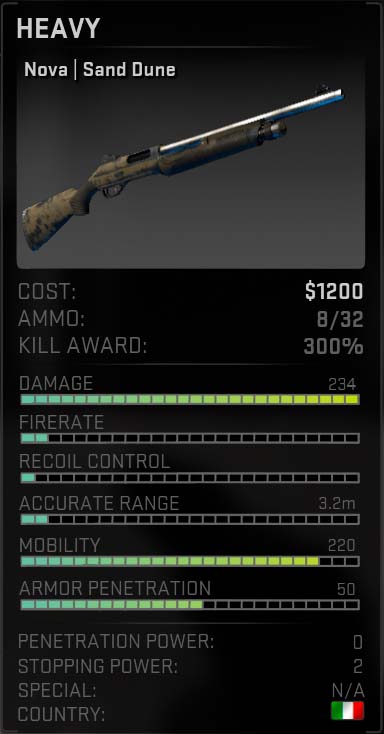 HEAVY
Nova | Sand Dune
COST: $1200
AMMO: 8/32
KILL AWARD: 300%
DAMAGE 234
FIRERATE
RECOIL CONTROL
ACCURATE RANGE 3.2m
MOBILITY 220
ARMOR PENETRATION 50
PENETRATION POWER: 0
STOPPING POWER: 2
SPECIAL: N/A
COUNTRY: